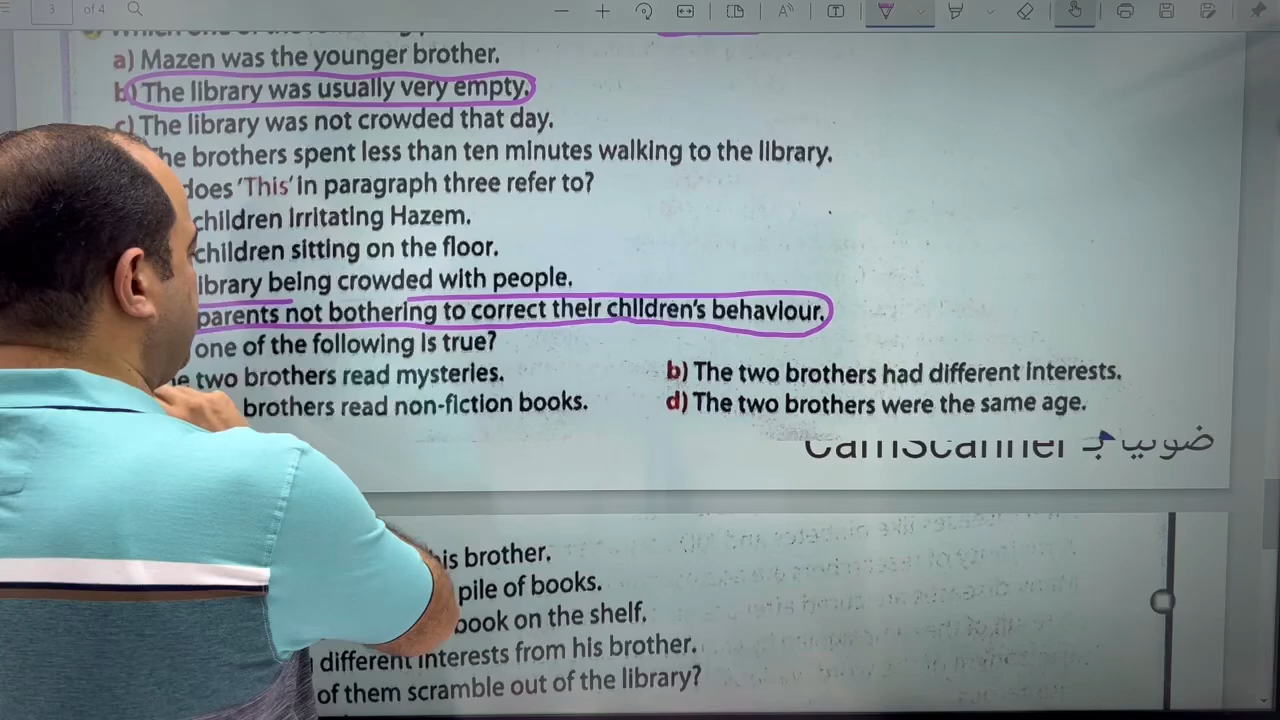 3 of 4
a) Mazen was the younger brother.
b) The library was usually very empty.
c) The library was not crowded that day.
he brothers spent less than ten minutes walking to the library.
does 'This' in paragraph three refer to?
children irritating Hazem.
children sitting on the floor.
library being crowded with people.
parents not bothering to correct their children's behaviour.
one of the following is true?
two brothers read mysteries.
b) The two brothers had different interests.
brothers read non-fiction books.
d) The two brothers were the same age.
CamScanner ضوئيا بـ
his brother.
pile of books.
book on the shelf.
different interests from his brother.
of them scramble out of the library?